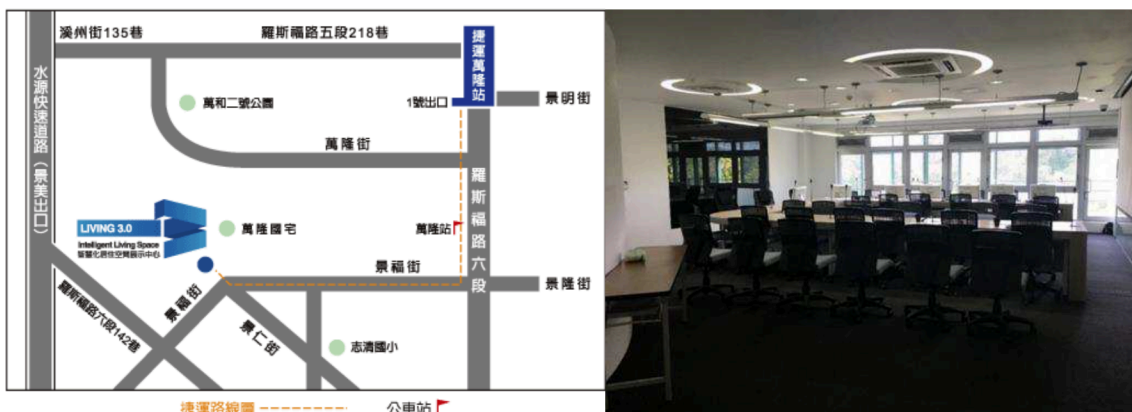 溪州街135巷
羅斯福路五段218巷
捷運萬隆站
水源快速道路（景美出口）
萬和二號公園
1號出口
景明街
萬隆街
羅斯福路六段
LIVING 3.0
Intelligent Living Space
智慧化居住空間展示中心
萬隆國宅
萬隆站
景福街
景隆街
羅斯福路六段142巷
景福街
景仁街
志清國小
捷運路線圖
公車站